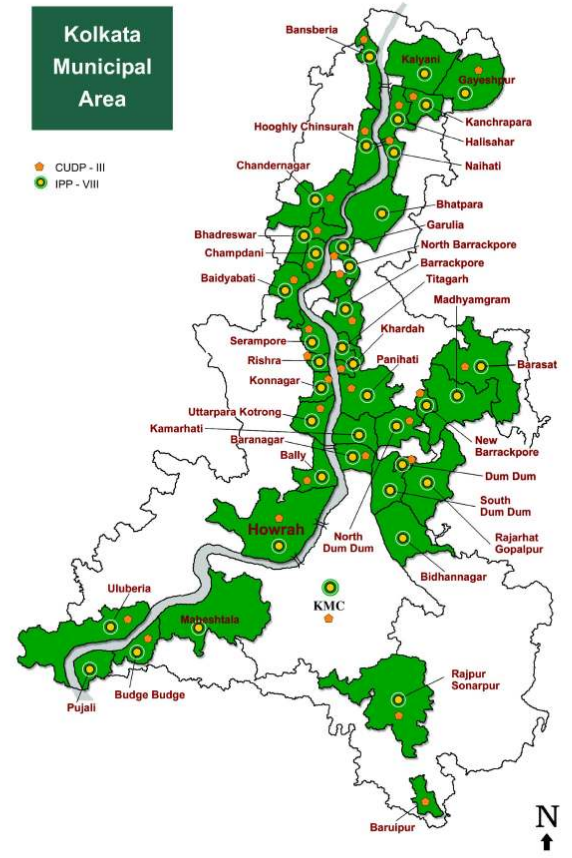 Kolkata
Municipal
Area
CUDP - III
IPP - VIII
Bansberia
Kalyani
Gayeshpur
Kanchrapara
Hooghly Chinsurah
Halisahar
Naihati
Chandernagar
Bhatpara
Garulia
Bhadreswar
North Barrackpore
Champdani
Barrackpore
Baidyabati
Titagarh
Madhyamgram
Khardah
Serampore
Rishra
Panihati
Barasat
Konnagar
Uttarpara Kotrong
Kamarhati
Baranagar
New
Barrackpore
Bally
Dum Dum
South
Dum Dum
Howrah
North
Dum Dum
Rajarhat
Gopalpur
Bidhannagar
KMC
Uluberia
Maheshtala
Budge Budge
Pujali
Rajpur
Sonarpur
Baruipur
N